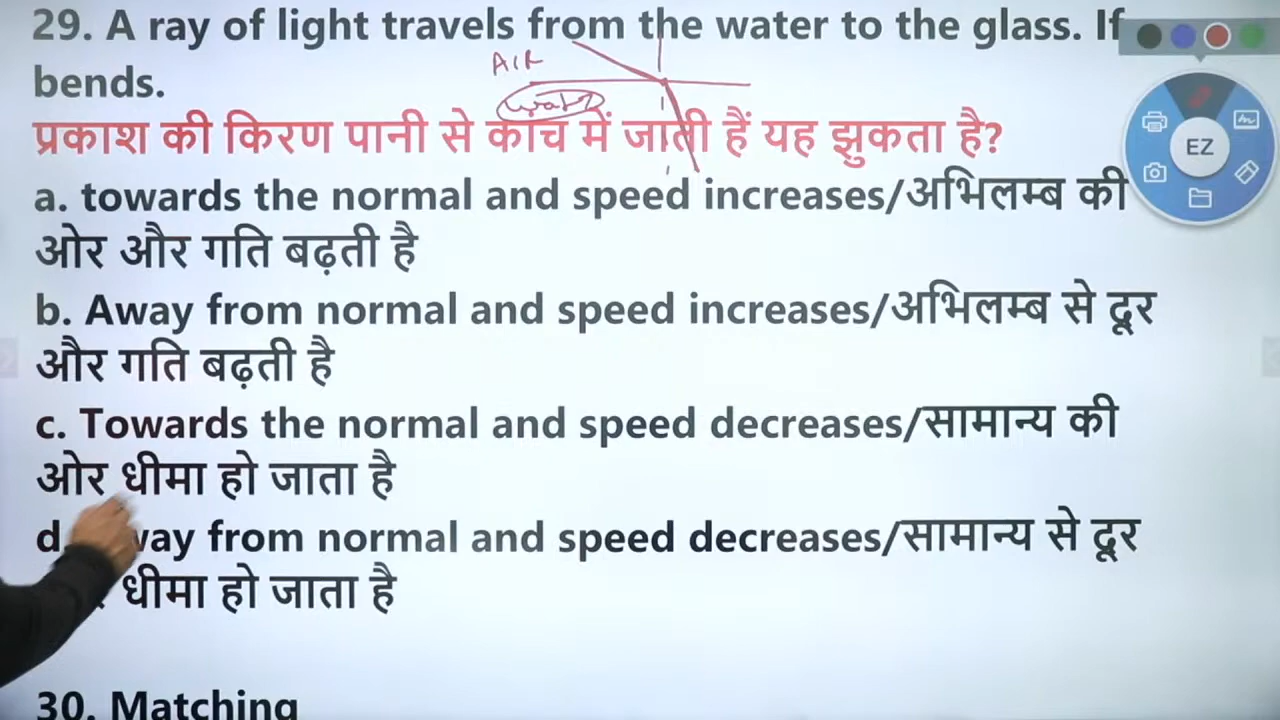 29. A ray of light travels from the water to the glass. If
AIR
bends.
प्रकाश की किरण पानी से कांच में जाती हैं यह झुकता है?
EZ
a. towards the normal and speed increases/अभिलम्ब की
ओर और गति बढ़ती है
b. Away from normal and speed increases/अभिलम्ब से दूर
और गति बढ़ती है
c. Towards the normal and speed decreases/सामान्य की
ओर धीमा हो जाता है
d. way from normal and speed decreases/सामान्य से दूर
धीमा हो जाता है
30. Matching